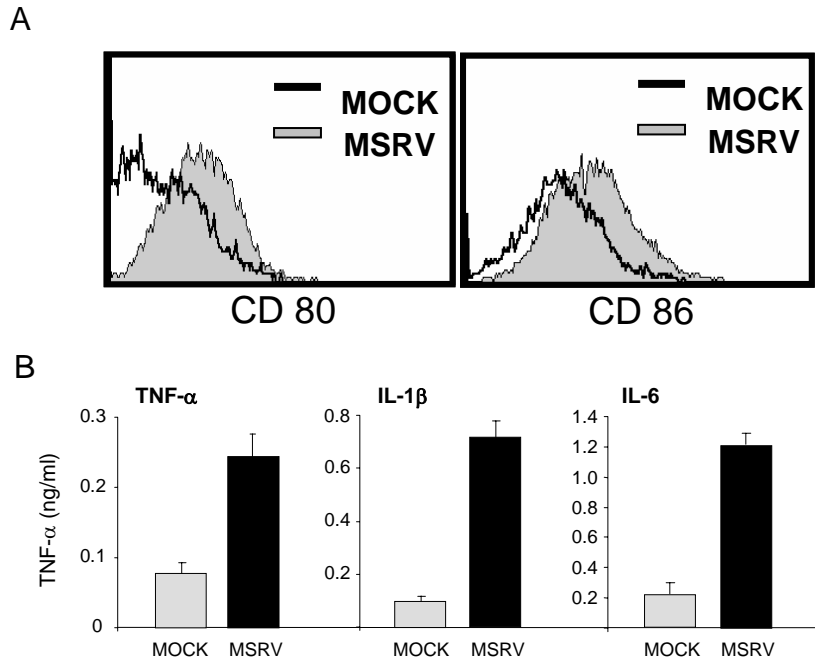 A
MOCK
MSRV
MOCK
MSRV
CD 80
CD 86
B
TNF-α
IL-1β
IL-6
TNF-α (ng/ml)
0.3
0.2
0.1
0
0.8
0.6
0.4
0.2
1.4
1.2
1.0
0.8
0.6
0.4
0.2
MOCK MSRV
MOCK MSRV
MOCK MSRV